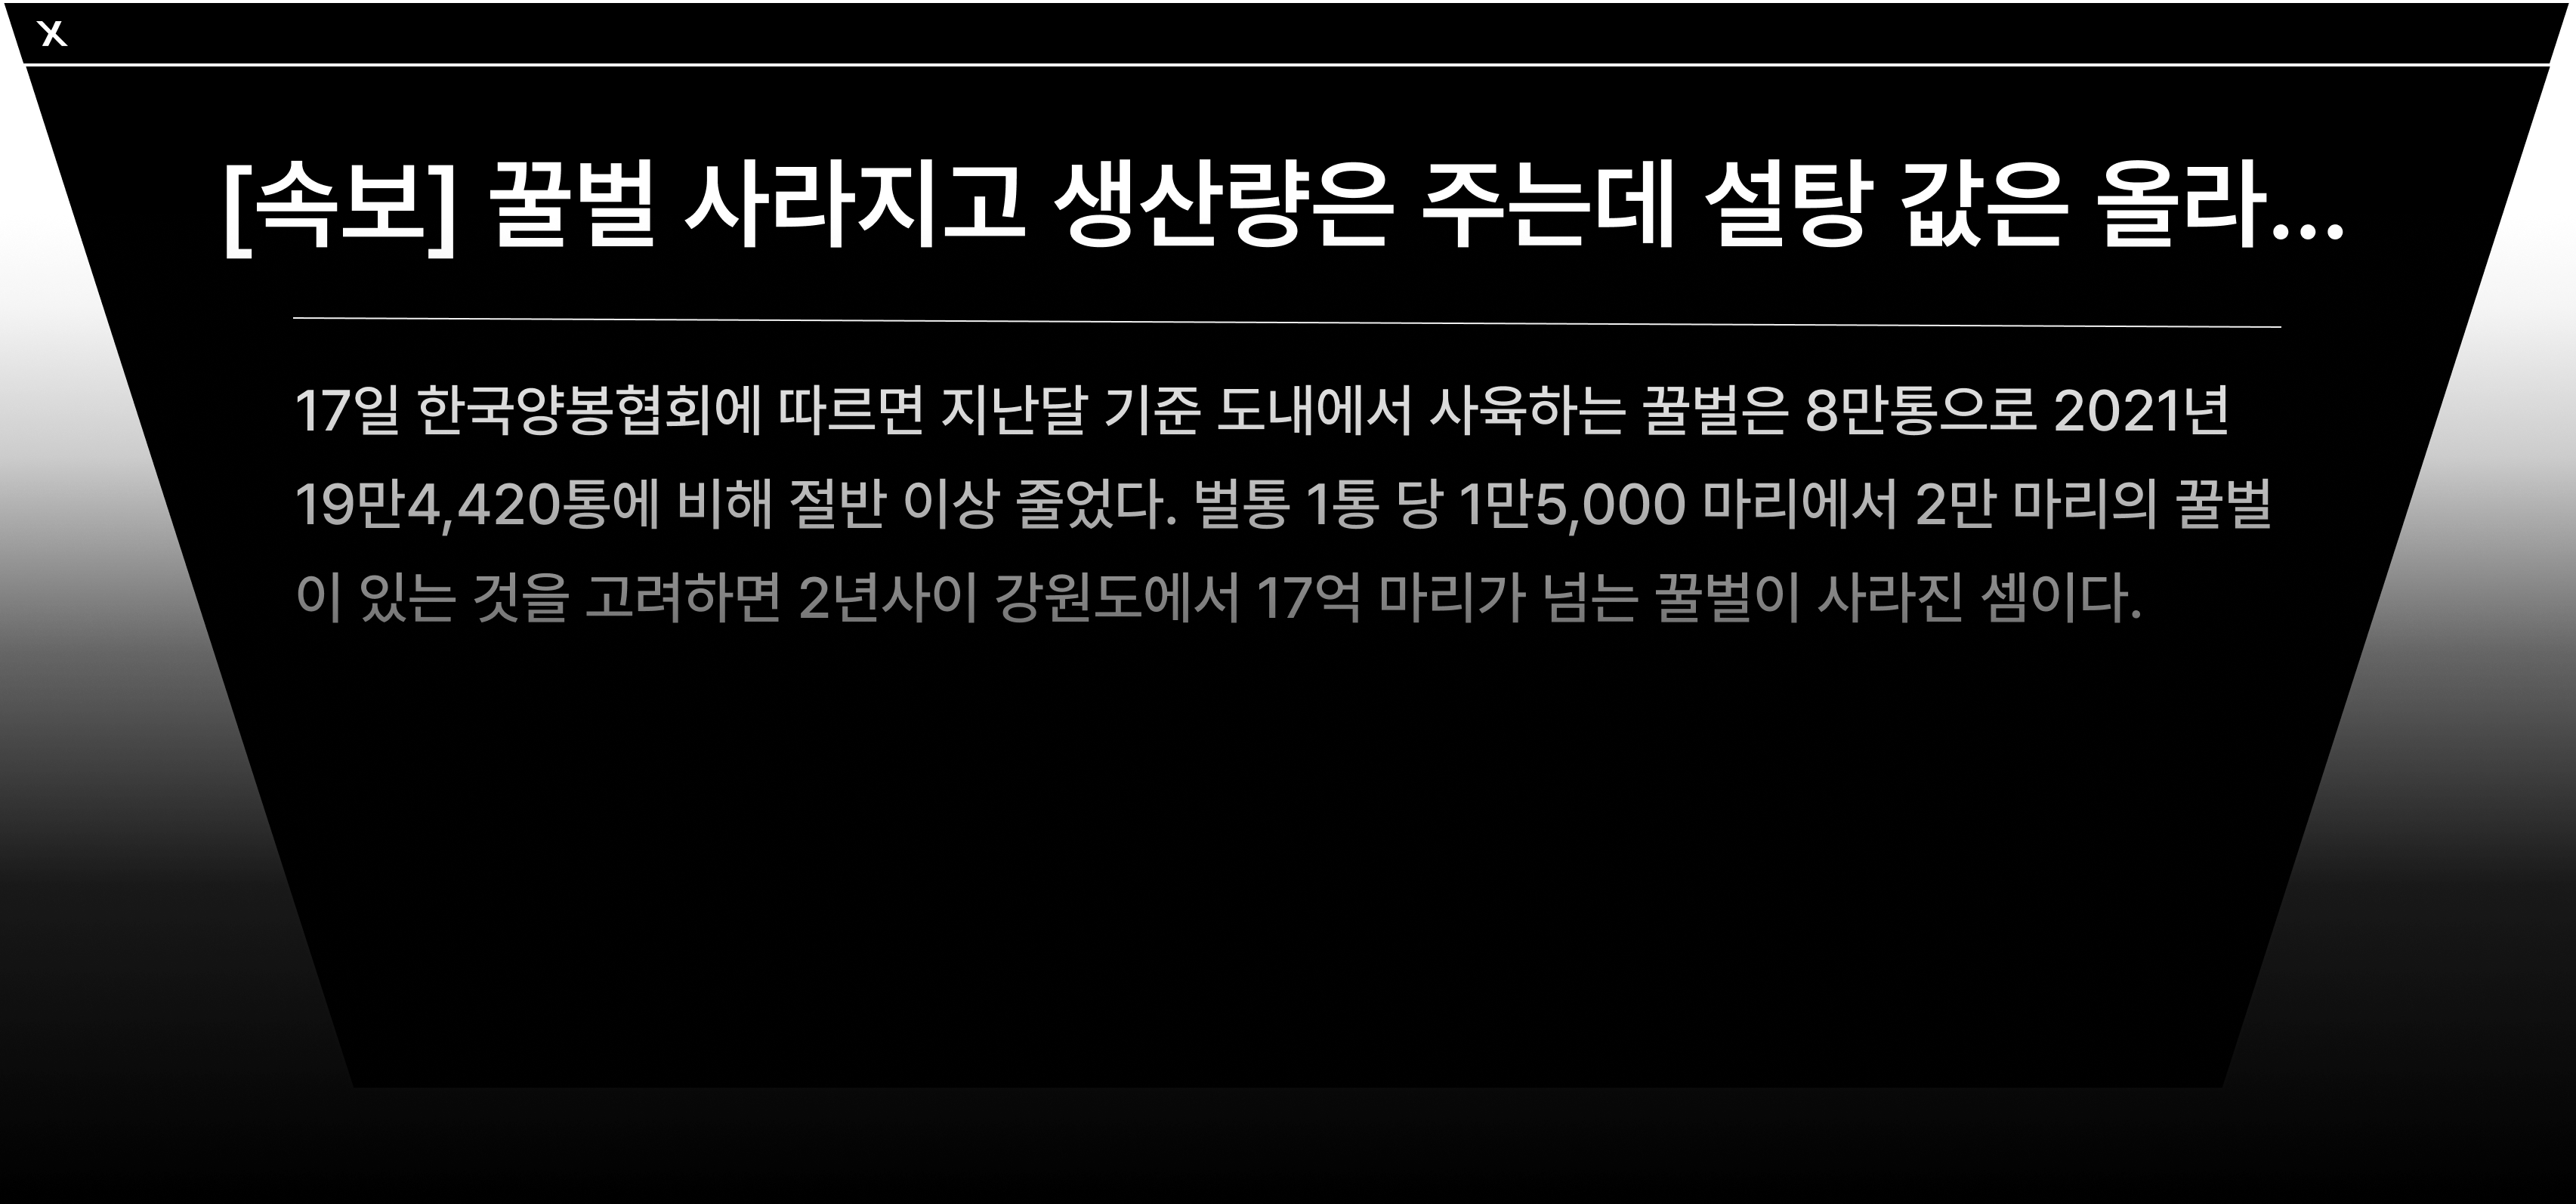 X
[속보] 꿀벌 사라지고 생산량은 주는데 설탕 값은 올라...
17일 한국양봉협회에 따르면 지난달 기준 도내에서 사육하는 꿀벌은 8만통으로 2021년
19만4,420통에 비해 절반 이상 줄었다. 벌통 1통 당 1만5,000 마리에서 2만 마리의 꿀벌
이 있는 것을 고려하면 2년사이 강원도에서 17억 마리가 넘는 꿀벌이 사라진 셈이다.